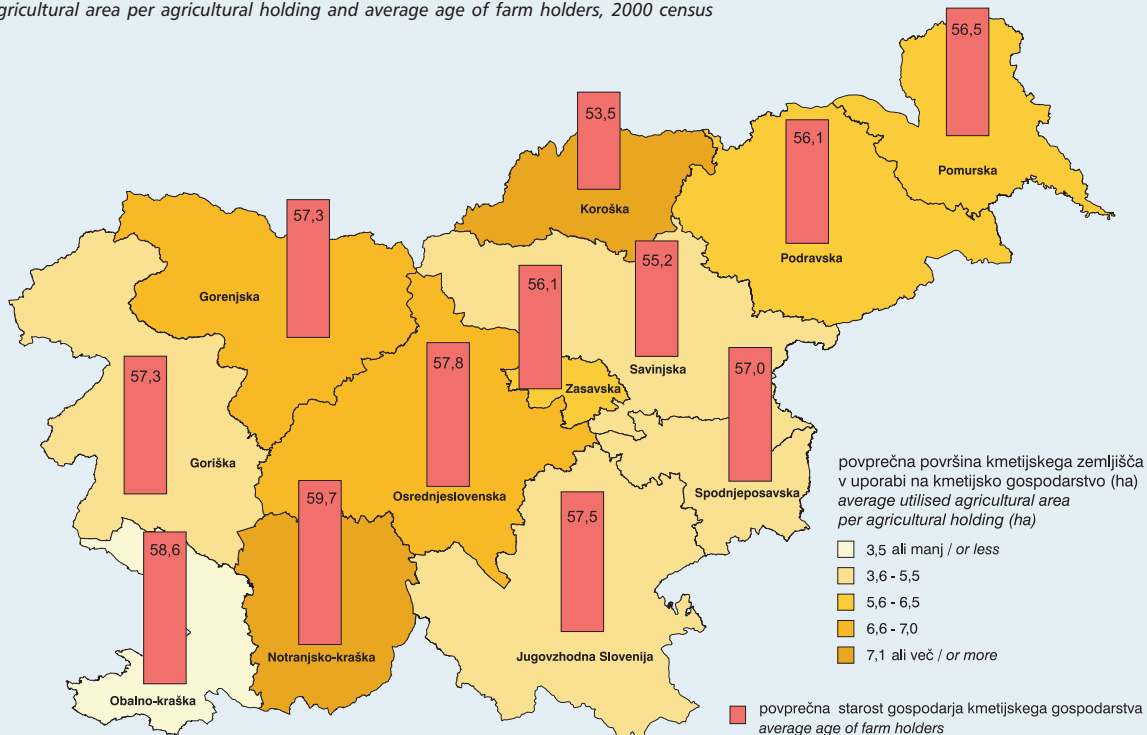 gricultural area per agricultural holding and average age of farm holders, 2000 census
56,5
53,5
56,1
Pomurska
Koroška
57,3
55,2
Podravska
56,1
Gorenjska
57,8
57,0
57,3
Savinjska
Zasavska
Goriška
Osrednjeslovenska
Spodnjeposavska
59,7
57,5
58,6
Notranjsko-kraška
Jugovzhodna Slovenija
Obalno-kraška
povprečna površina kmetijskega zemljišča
v uporabi na kmetijsko gospodarstvo (ha)
average utilised agricultural area
per agricultural holding (ha)
3,5 ali manj / or less
3,6 - 5,5
5,6 - 6,5
6,6 - 7,0
7,1 ali več / or more
povprečna starost gospodarja kmetijskega gospodarstva
average age of farm holders